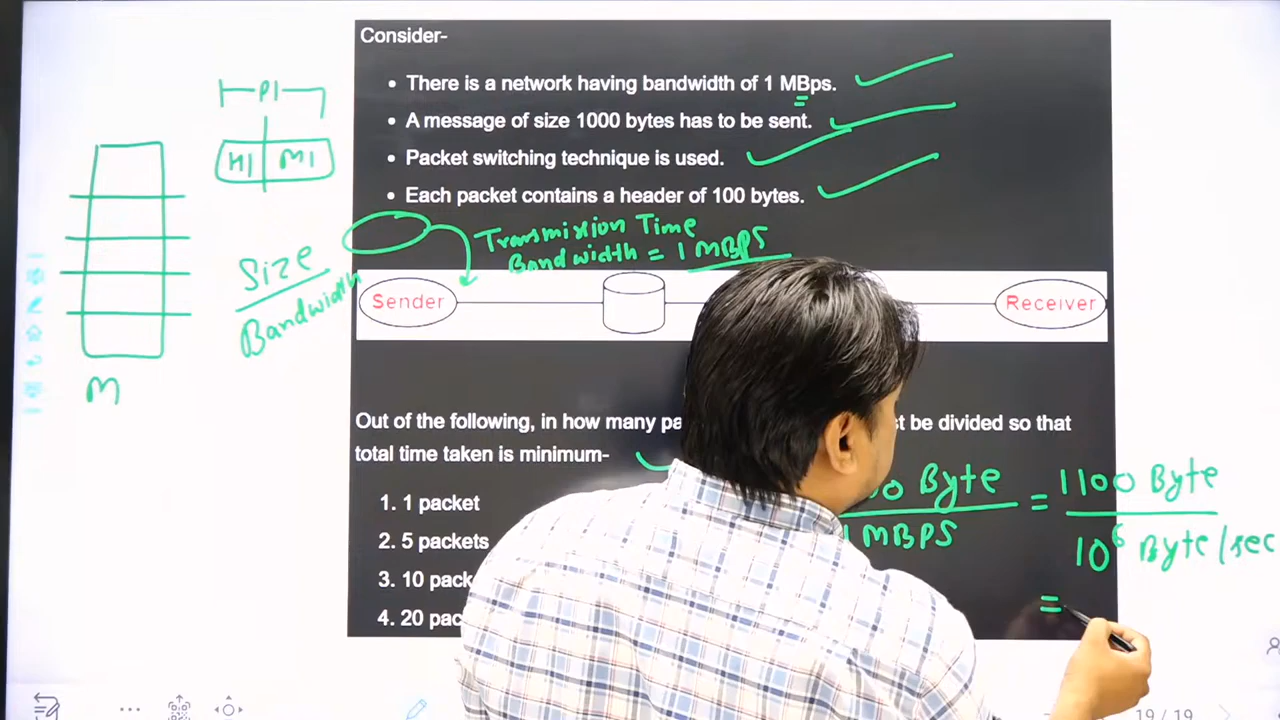 Consider-
• There is a network having bandwidth of 1 MBps.
• A message of size 1000 bytes has to be sent.
• Packet switching technique is used.
• Each packet contains a header of 100 bytes.
P1
H1 M1
Transmission Time
Bandwidth = 1 MBPS
Size
Bandwidth
Sender
Receiver
M
Out of the following, in how many
t be divided so that
total time taken is minimum-
1. 1 packet
2. 5 packets
3. 10
4. 20
Byte = 1100 Byte
1 MBPS
10⁶ Byte/sec
=
19/19